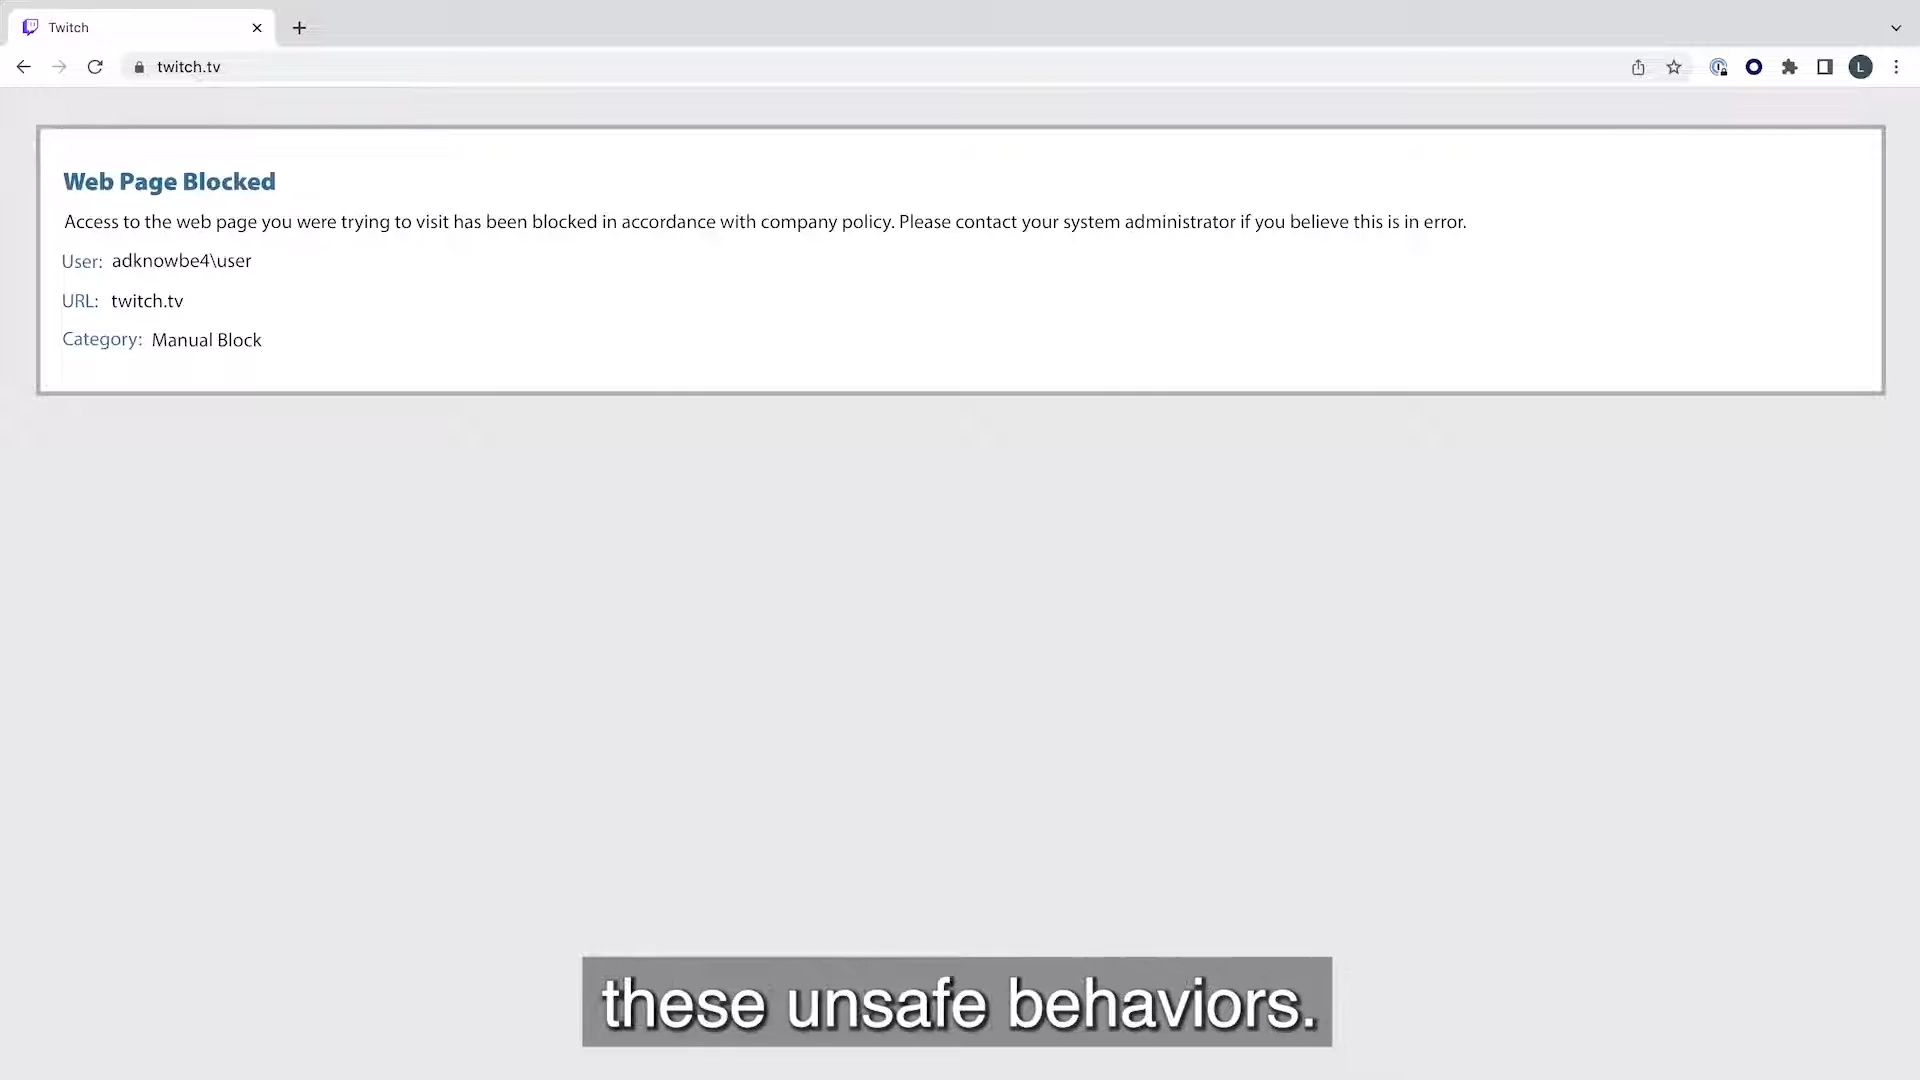 Twitch
twitch.tv
L
Web Page Blocked
Access to the web page you were trying to visit has been blocked in accordance with company policy. Please contact your system administrator if you believe this is in error.
User: adknowbe4\user
URL: twitch.tv
Category: Manual Block
these unsafe behaviors.